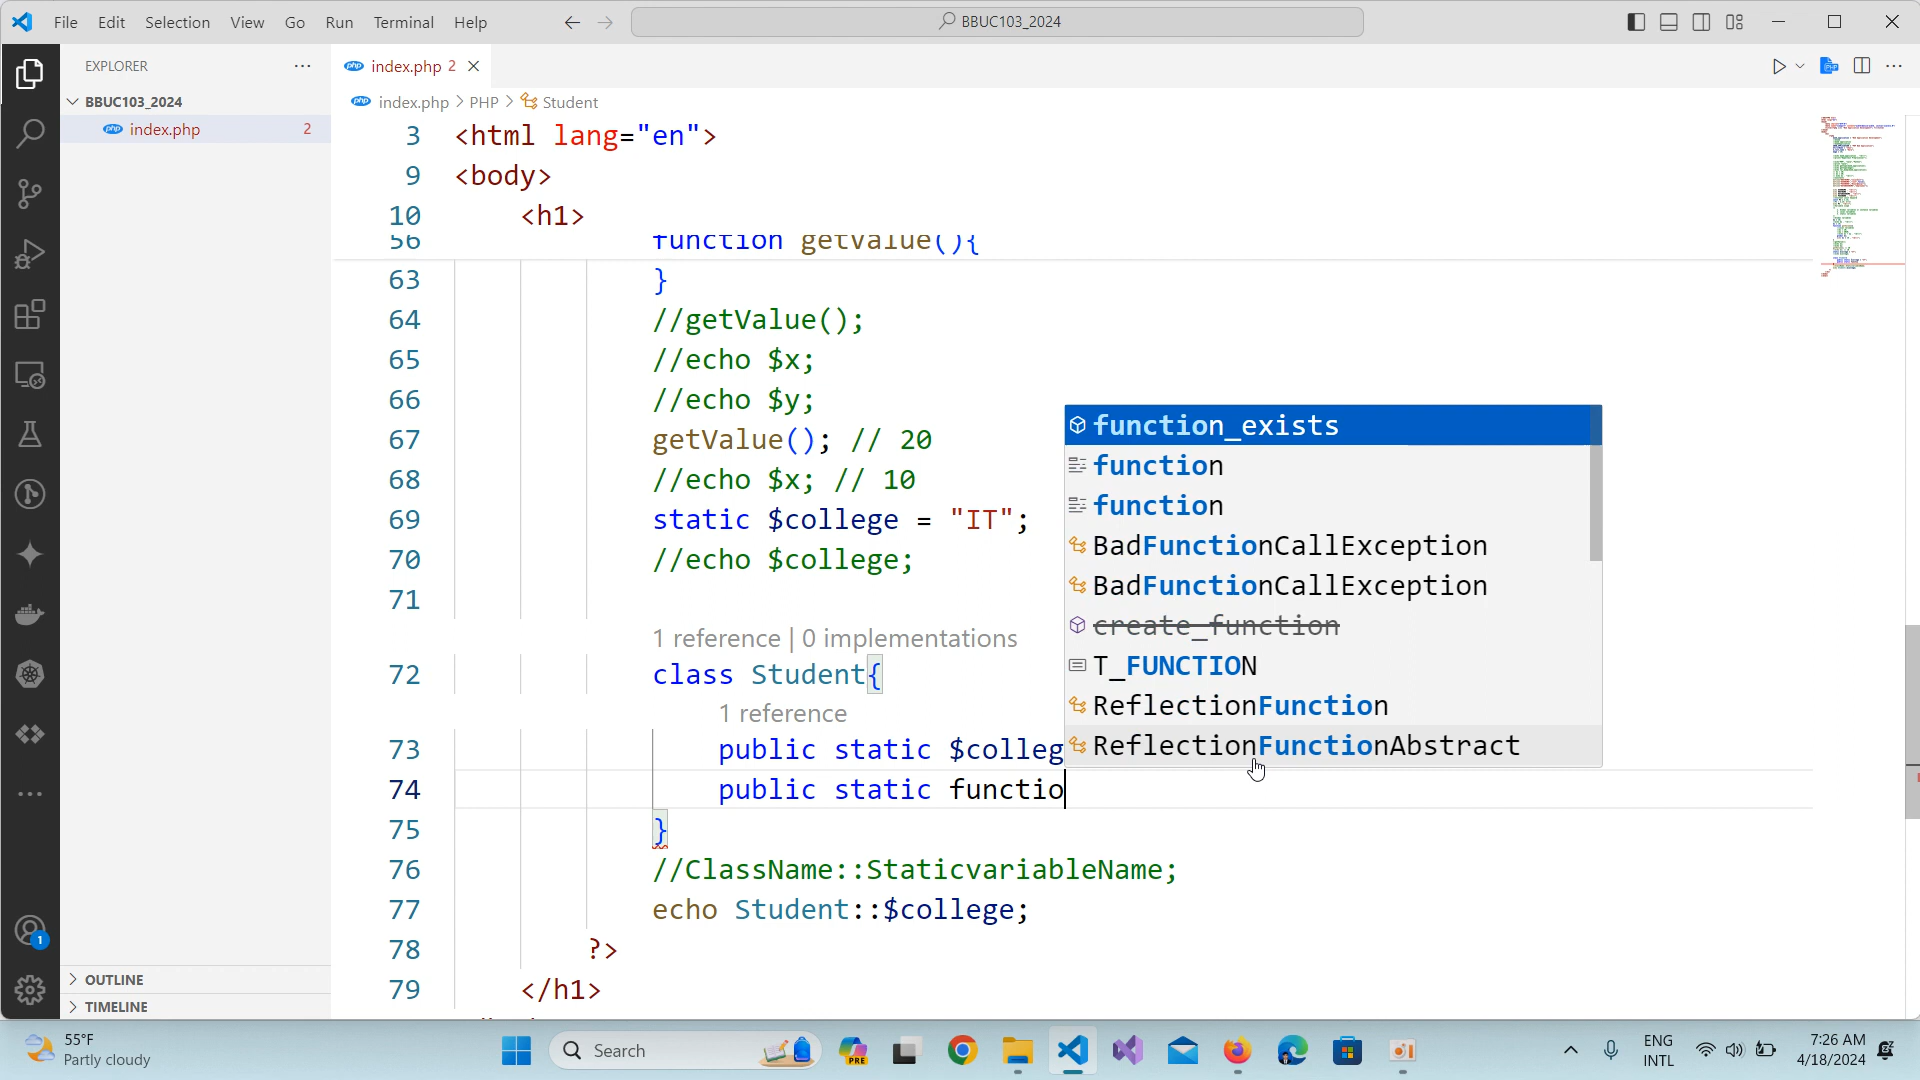 File Edit Selection View Go Run Terminal Help
BBUC103_2024
EXPLORER
BBUC103_2024
index.php 2
index.php 2
index.php > PHP > Student
3 <html lang="en">
9 <body>
10 <h1>
56 function getValue(){
63 }
64 //getValue();
65 //echo $x;
66 //echo $y;
67 getValue(); // 20
68 //echo $x; // 10
69 static $college = "IT";
70 //echo $college;
71
1 reference | 0 implementations
72 class Student{
1 reference
73 public static $colleg
74 public static functio
75 }
76 //ClassName::StaticvariableName;
77 echo Student::$college;
78 ?>
79 </h1>
function_exists
function
function
BadFunctionCallException
BadFunctionCallException
create_function
T_FUNCTION
ReflectionFunction
ReflectionFunctionAbstract
1
OUTLINE
TIMELINE
55°F
Partly cloudy
Search
PRE
ENG
INTL
7:26 AM
4/18/2024